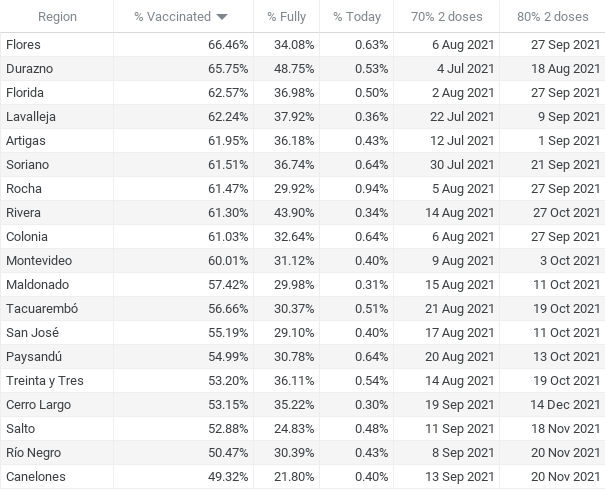 Region % Vaccinated % Fully % Today 70% 2 doses 80% 2 doses
Flores 66.46% 34.08% 0.63% 6 Aug 2021 27 Sep 2021
Durazno 65.75% 48.75% 0.53% 4 Jul 2021 18 Aug 2021
Florida 62.57% 36.98% 0.50% 2 Aug 2021 27 Sep 2021
Lavalleja 62.24% 37.92% 0.36% 22 Jul 2021 9 Sep 2021
Artigas 61.95% 36.18% 0.43% 12 Jul 2021 1 Sep 2021
Soriano 61.51% 36.74% 0.64% 30 Jul 2021 21 Sep 2021
Rocha 61.47% 29.92% 0.94% 5 Aug 2021 27 Sep 2021
Rivera 61.30% 43.90% 0.34% 14 Aug 2021 27 Oct 2021
Colonia 61.03% 32.64% 0.64% 6 Aug 2021 27 Sep 2021
Montevideo 60.01% 31.12% 0.40% 9 Aug 2021 3 Oct 2021
Maldonado 57.42% 29.98% 0.31% 15 Aug 2021 11 Oct 2021
Tacuarembó 56.66% 30.37% 0.51% 21 Aug 2021 19 Oct 2021
San José 55.19% 29.10% 0.40% 17 Aug 2021 11 Oct 2021
Paysandú 54.99% 30.78% 0.64% 20 Aug 2021 13 Oct 2021
Treinta y Tres 53.20% 36.11% 0.54% 14 Aug 2021 19 Oct 2021
Cerro Largo 53.15% 35.22% 0.30% 19 Sep 2021 14 Dec 2021
Salto 52.88% 24.83% 0.48% 11 Sep 2021 18 Nov 2021
Río Negro 50.47% 30.39% 0.43% 8 Sep 2021 20 Nov 2021
Canelones 49.32% 21.80% 0.40% 13 Sep 2021 20 Nov 2021